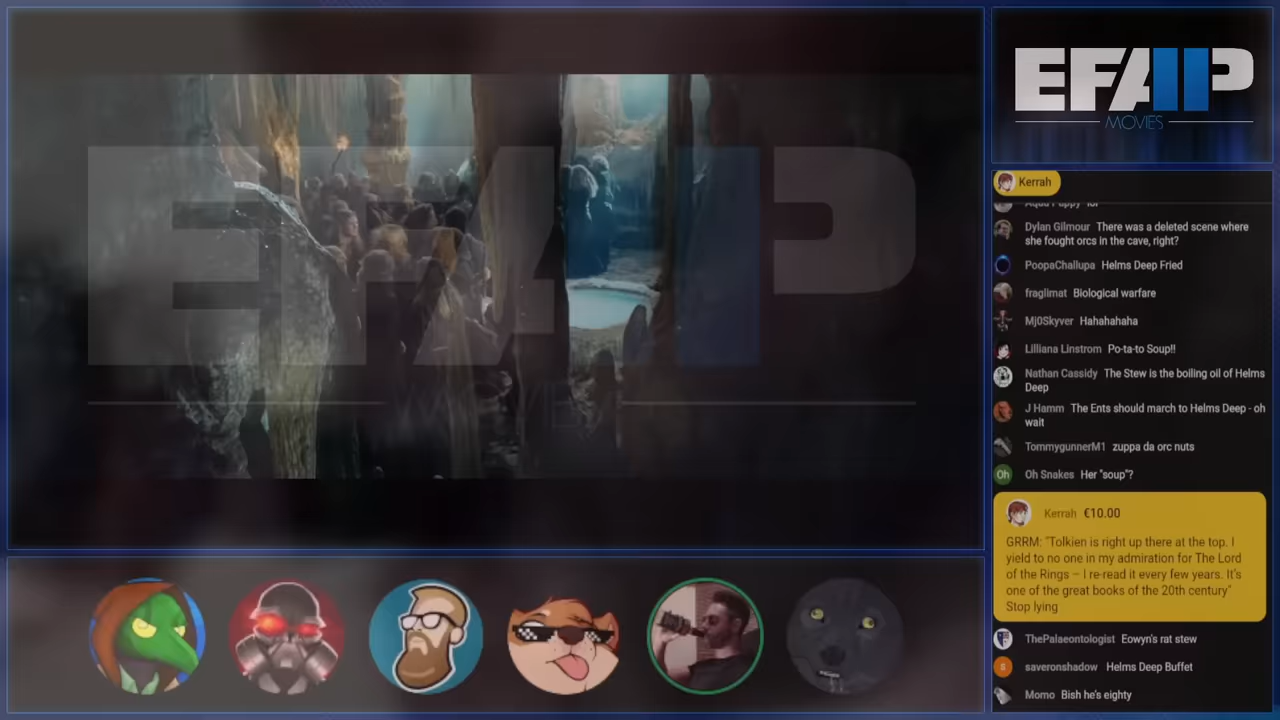 EFAP
MOVIES
Kerrah
Dylan Gilmour There was a deleted scene where
she fought orcs in the cave, right?
PoopaChallupa Helms Deep Fried
fraglimat Biological warfare
Mj0Skyver Hahahahaha
Lilliana Linstrom Po-ta-to Soup!!
Nathan Cassidy The Stew is the boiling oil of Helms
Deep
J Hamm The Ents should march to Helms Deep - oh
wait
TommygunnerM1 zuppa da orc nuts
Oh Oh Snakes Her "soup"?
Kerrah €10.00
GRRM: "Tolkien is right up there at the top. I
yield to no one in my admiration for The Lord
of the Rings – I re-read it every few years. It's
one of the great books of the 20th century"
Stop lying
ThePalaeontologist Eowyn's rat stew
saveronshadow Helms Deep Buffet
Momo Bish he's eighty